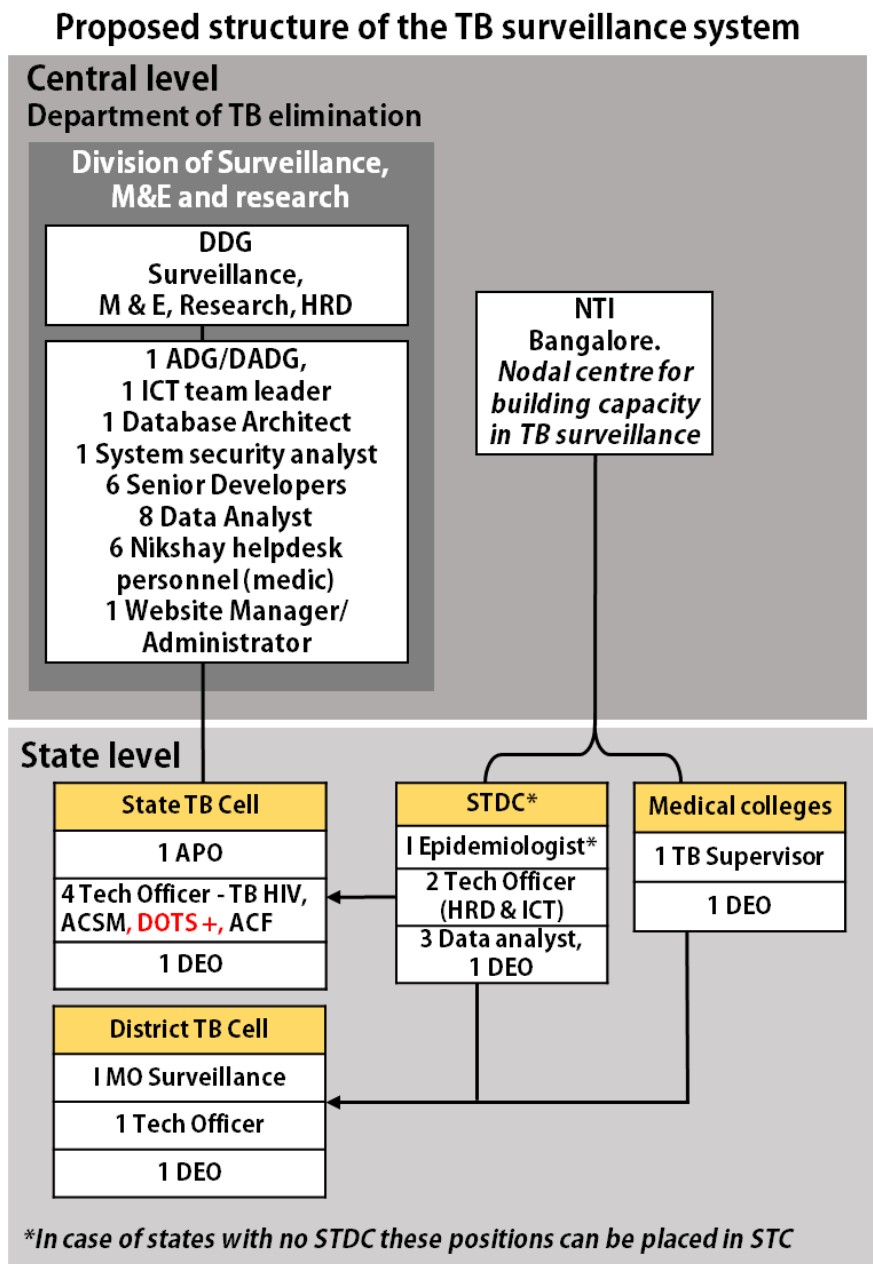 Proposed structure of the TB surveillance system
Central level
Department of TB elimination
Division of Surveillance,
M&E and research
DDG
Surveillance,
M & E, Research, HRD
1 ADG/DADG,
1 ICT team leader
1 Database Architect
1 System security analyst
6 Senior Developers
8 Data Analyst
6 Nikshay helpdesk
personnel (medic)
1 Website Manager/
Administrator
NTI
Bangalore.
Nodal centre for
building capacity
in TB surveillance
State level
State TB Cell
1 APO
4 Tech Officer - TB HIV,
ACSM, DOTS +, ACF
1 DEO
STDC*
I Epidemiologist*
2 Tech Officer
(HRD & ICT)
3 Data analyst,
1 DEO
Medical colleges
1 TB Supervisor
1 DEO
District TB Cell
I MO Surveillance
1 Tech Officer
1 DEO
*In case of states with no STDC these positions can be placed in STC